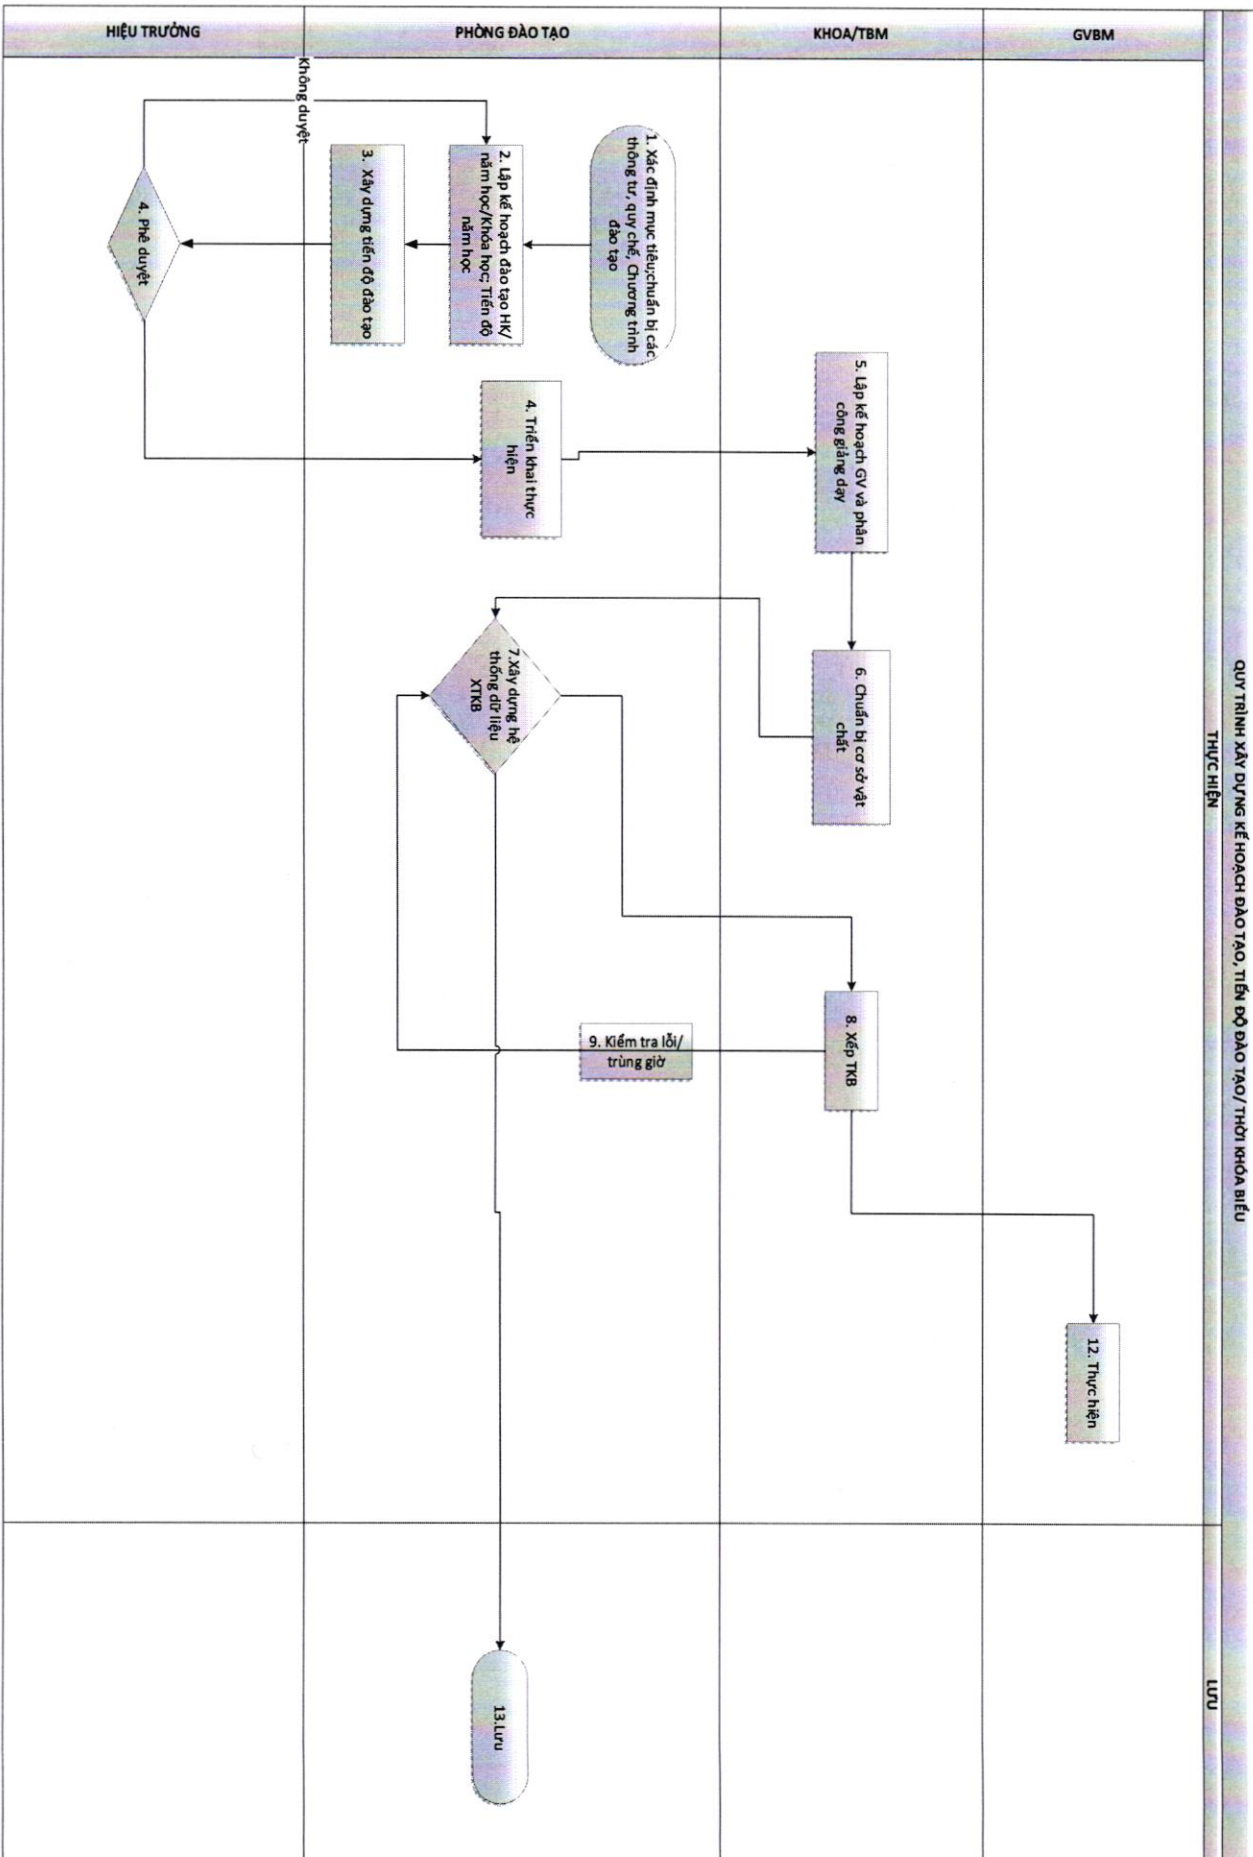 QUY TRÌNH XÂY DỰNG KẾ HOẠCH ĐÀO TẠO, TIẾN ĐỘ ĐÀO TẠO/ THỜI KHÓA BIỂU
THỰC HIỆN
LƯU
HIỆU TRƯỞNG
PHÒNG ĐÀO TẠO
KHOA/TBM
GVBM
Không duyệt
1. Xác định mục tiêu;chuẩn bị các
thông tư, quy chế, Chương trình
đào tạo
2. Lập kế hoạch đào tạo HK/
năm học/Khóa học; Tiến độ
năm học
3. Xây dựng tiến độ đào tạo
4. Phê duyệt
4. Triển khai thực
hiện
5. Lập kế hoạch GV và phân
công giảng dạy
6. Chuẩn bị cơ sở vật
chất
7.Xây dựng hệ
thống dữ liệu
XTKB
8. Xếp TKB
9. Kiểm tra lỗi/
trùng giờ
12. Thực hiện
13.Lưu